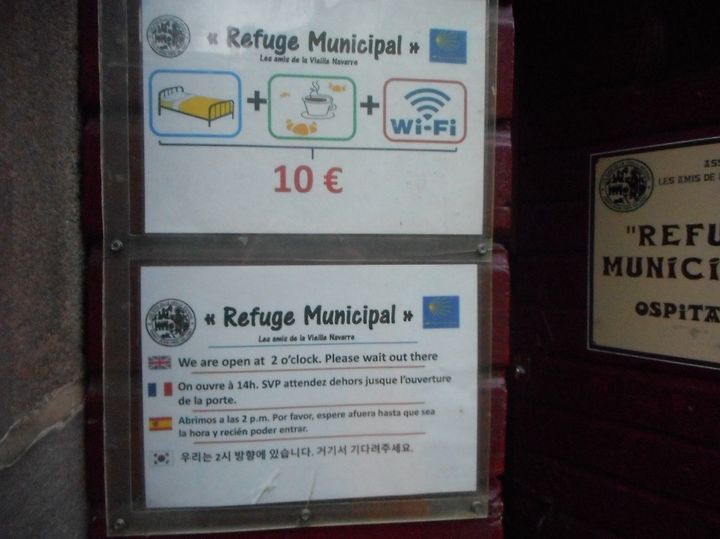 « Refuge Municipal »
Les amis de la Vieille Navarre
+ + Wi-Fi
10 €
« Refuge Municipal »
Les amis de la Vieille Navarre
We are open at 2 o'clock. Please wait out there
On ouvre à 14h. SVP attendez dehors jusque l'ouverture
de la porte.
Abrimos a las 2 p.m. Por favor, espere afuera hasta que sea
la hora y recién poder entrar.
우리는 2시 방향에 있습니다. 거기서 기다려주세요.
ASS
LES AMIS DE
"REFU
MUNICI
OSPITA